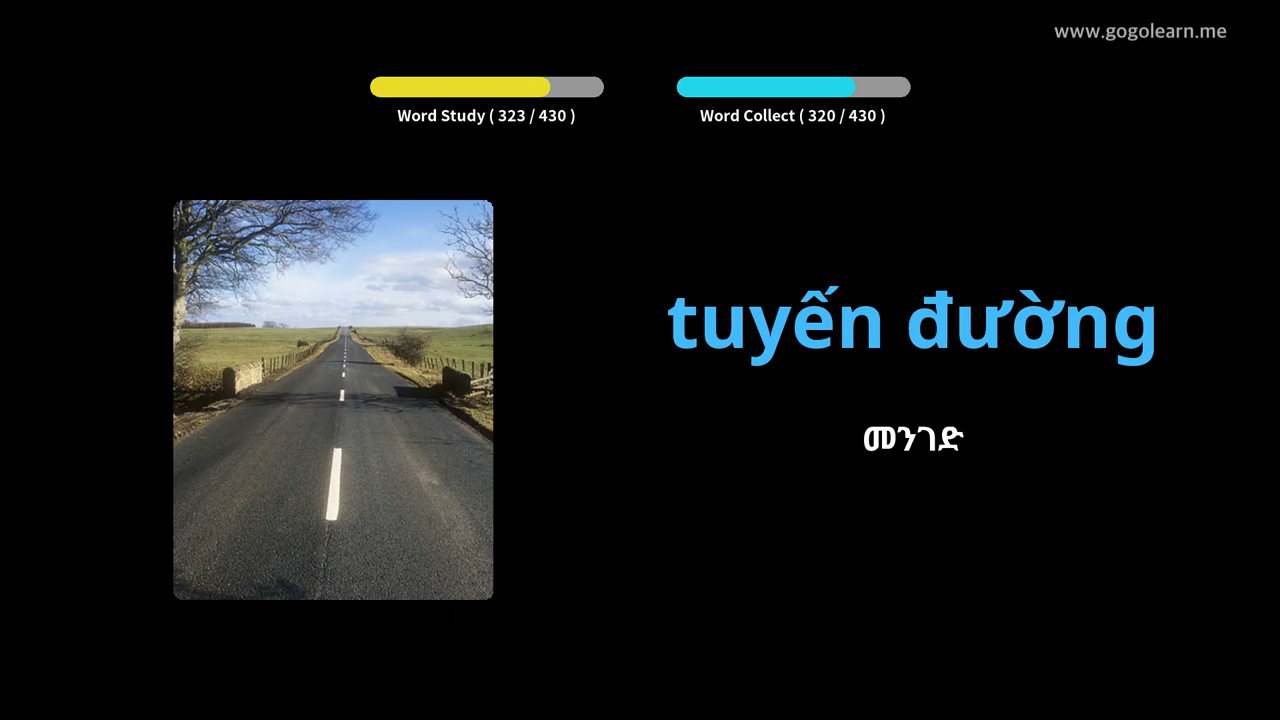 www.gogolearn.me
Word Study ( 323 / 430 )
Word Collect ( 320 / 430 )
tuyến đường
መንገድ